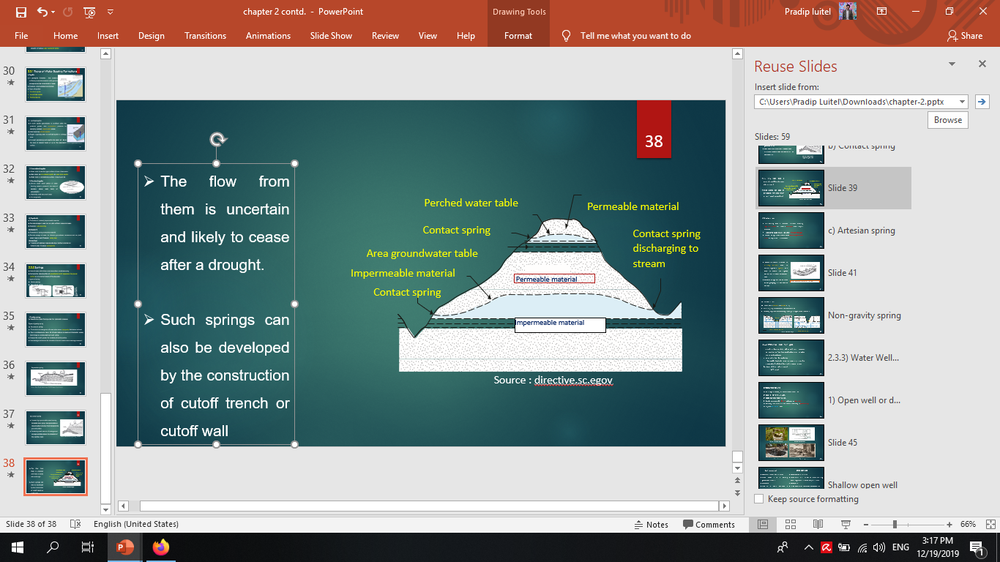 chapter 2 contd. - PowerPoint
Drawing Tools
Pradip luitel
File
Home
Insert
Design
Transitions
Animations
Slide Show
Review
View
Help
Format
Tell me what you want to do
Share
30
31
32
33
34
35
36
37
38
38
➢ The flow from
them is uncertain
and likely to cease
after a drought.
➢ Such springs can
also be developed
by the construction
of cutoff trench or
cutoff wall
Perched water table
Permeable material
Contact spring
Contact spring
discharging to
stream
Area groundwater table
Impermeable material
Permeable material
Contact spring
Impermeable material
Source : directive.sc.egov
Reuse Slides
Insert slide from:
C:\Users\Pradip Luitel\Downloads\chapter-2.pptx
Browse
Slides: 59
b) Contact spring
Slide 39
c) Artesian spring
Slide 41
Non-gravity spring
2.3.3) Water Well...
1) Open well or d...
Slide 45
Shallow open well
Keep source formatting
Slide 38 of 38
English (United States)
Notes
Comments
66%
ENG
3:17 PM
12/19/2019
1